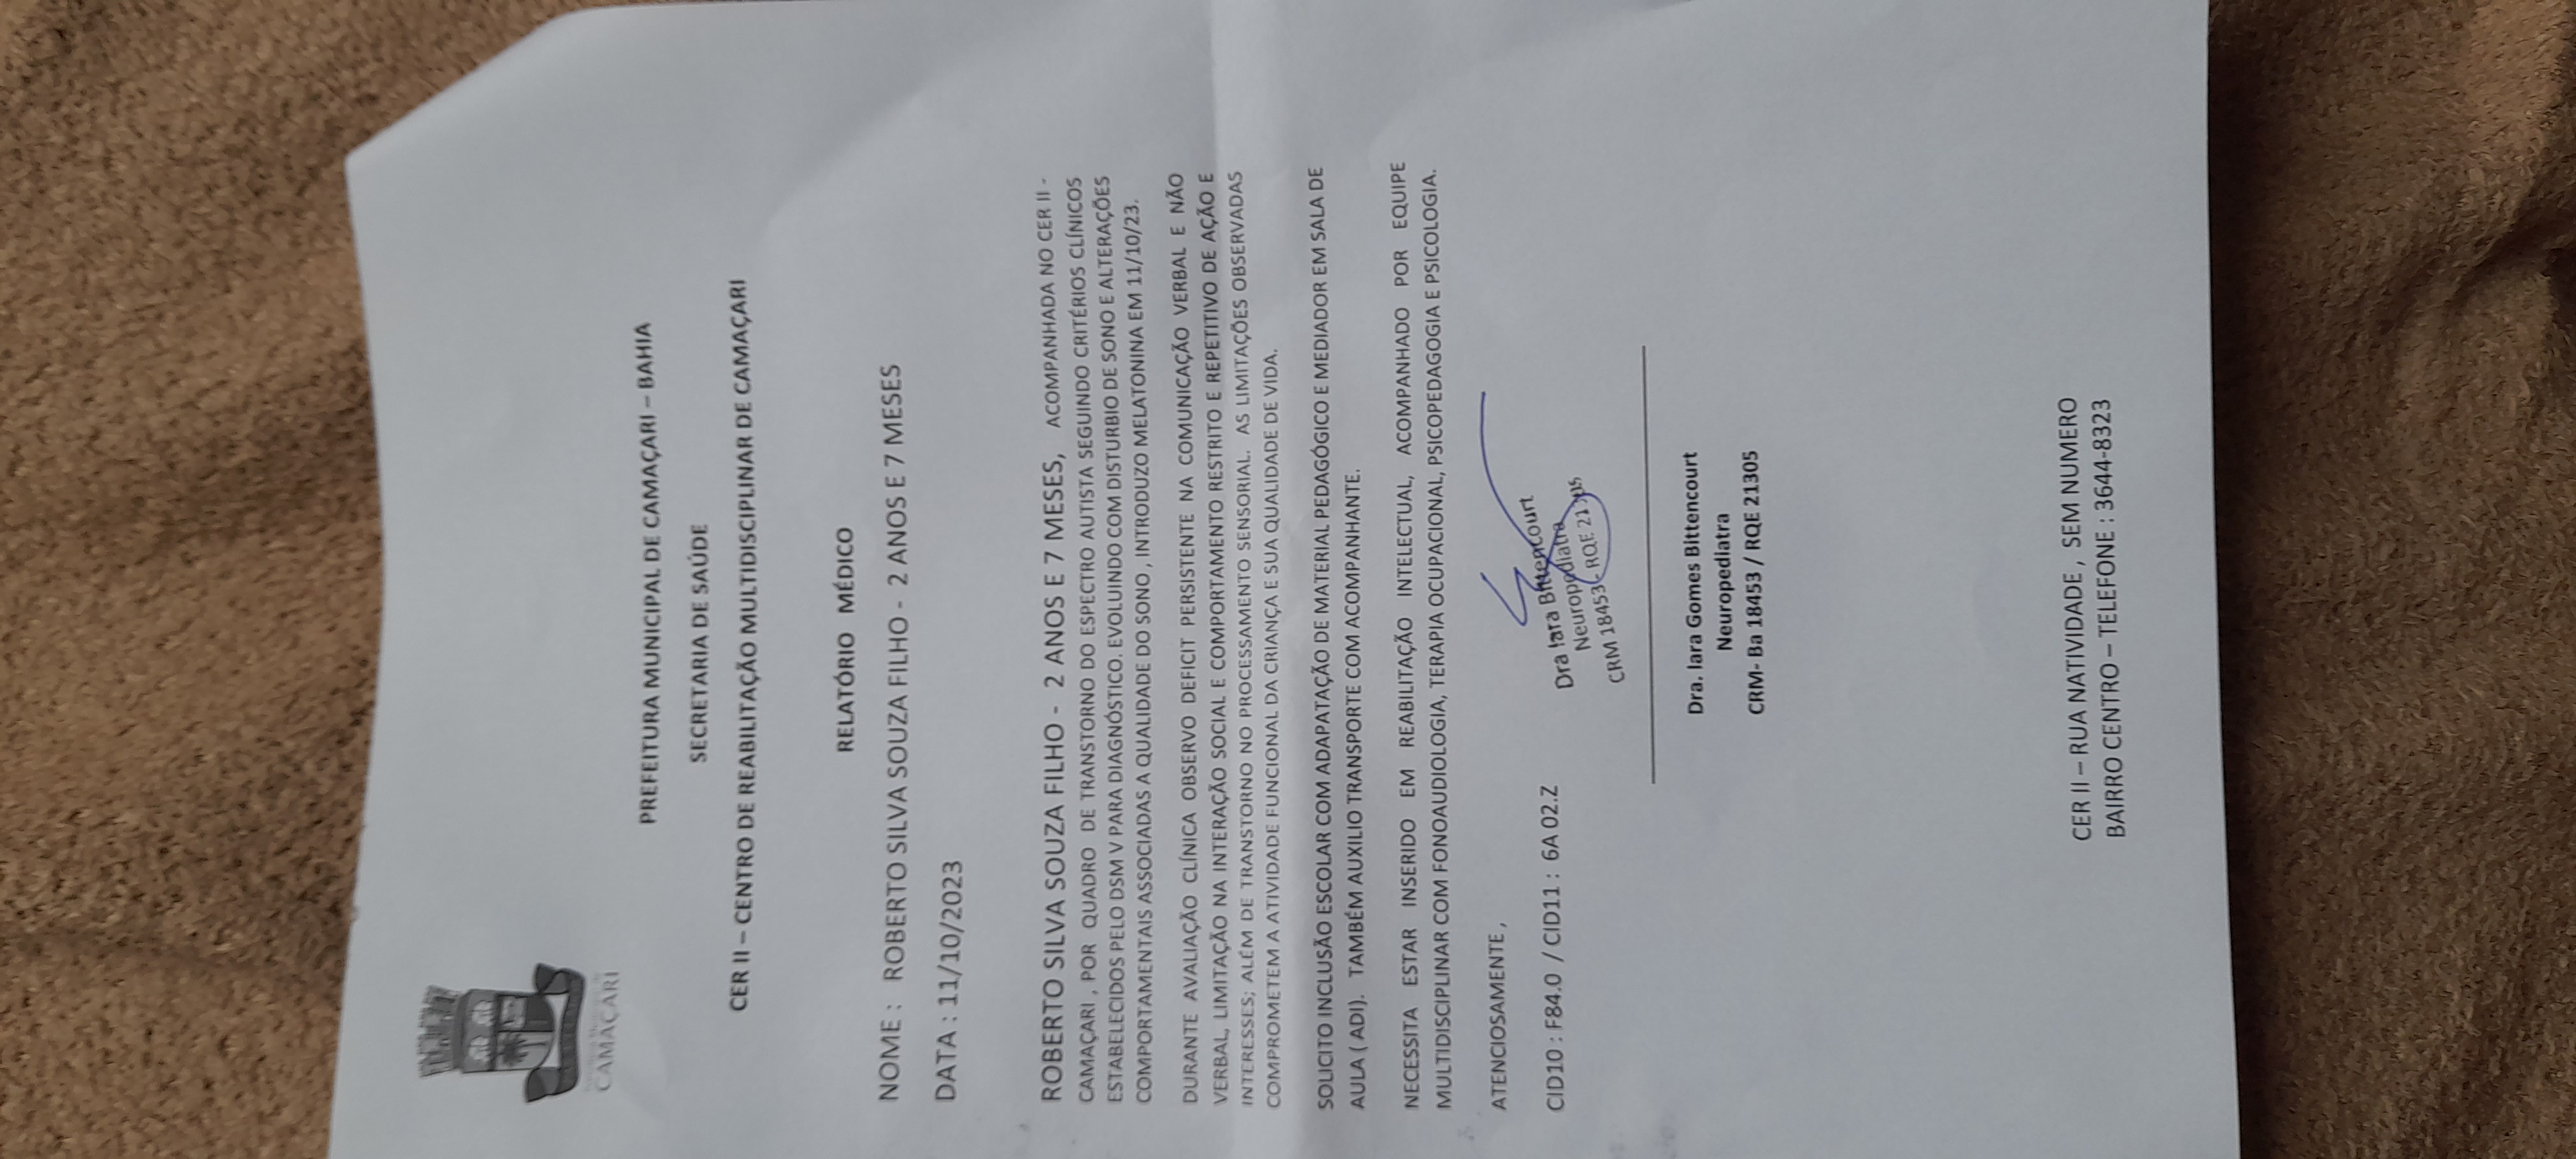 CAMAÇARI
PREFEITURA MUNICIPAL DE CAMAÇARI – BAHIA
SECRETARIA DE SAÚDE
CER II – CENTRO DE REABILITAÇÃO MULTIDISCIPLINAR DE CAMAÇARI
RELATÓRIO MÉDICO
NOME : ROBERTO SILVA SOUZA FILHO - 2 ANOS E 7 MESES
DATA : 11/10/2023
ROBERTO SILVA SOUZA FILHO - 2 ANOS E 7 MESES, ACOMPANHADA NO CER II -
CAMAÇARI , POR QUADRO DE TRANSTORNO DO ESPECTRO AUTISTA SEGUINDO CRITÉRIOS CLÍNICOS
ESTABELECIDOS PELO DSM V PARA DIAGNÓSTICO. EVOLUINDO COM DISTURBIO DE SONO E ALTERAÇÕES
COMPORTAMENTAIS ASSOCIADAS A QUALIDADE DO SONO , INTRODUZO MELATONINA EM 11/10/23.
DURANTE AVALIAÇÃO CLÍNICA OBSERVO DEFICIT PERSISTENTE NA COMUNICAÇÃO VERBAL E NÃO
VERBAL, LIMITAÇÃO NA INTERAÇÃO SOCIAL E COMPORTAMENTO RESTRITO E REPETITIVO DE AÇÃO E
INTERESSES; ALÉM DE TRANSTORNO NO PROCESSAMENTO SENSORIAL. AS LIMITAÇÕES OBSERVADAS
COMPROMETEM A ATIVIDADE FUNCIONAL DA CRIANÇA E SUA QUALIDADE DE VIDA.
SOLICITO INCLUSÃO ESCOLAR COM ADAPATAÇÃO DE MATERIAL PEDAGÓGICO E MEDIADOR EM SALA DE
AULA ( ADI). TAMBÉM AUXILIO TRANSPORTE COM ACOMPANHANTE.
NECESSITA ESTAR INSERIDO EM REABILITAÇÃO INTELECTUAL, ACOMPANHADO POR EQUIPE
MULTIDISCIPLINAR COM FONOAUDIOLOGIA, TERAPIA OCUPACIONAL, PSICOPEDAGOGIA E PSICOLOGIA.
ATENCIOSAMENTE ,
CID10 : F84.0 / CID11 : 6A 02.Z
Dra Iara Bittencourt
Neuropediatra
CRM 18453 - RQE 21305
Dra. Iara Gomes Bittencourt
Neuropediatra
CRM- Ba 18453 / RQE 21305
CER II – RUA NATIVIDADE , SEM NUMERO
BAIRRO CENTRO – TELEFONE : 3644-8323